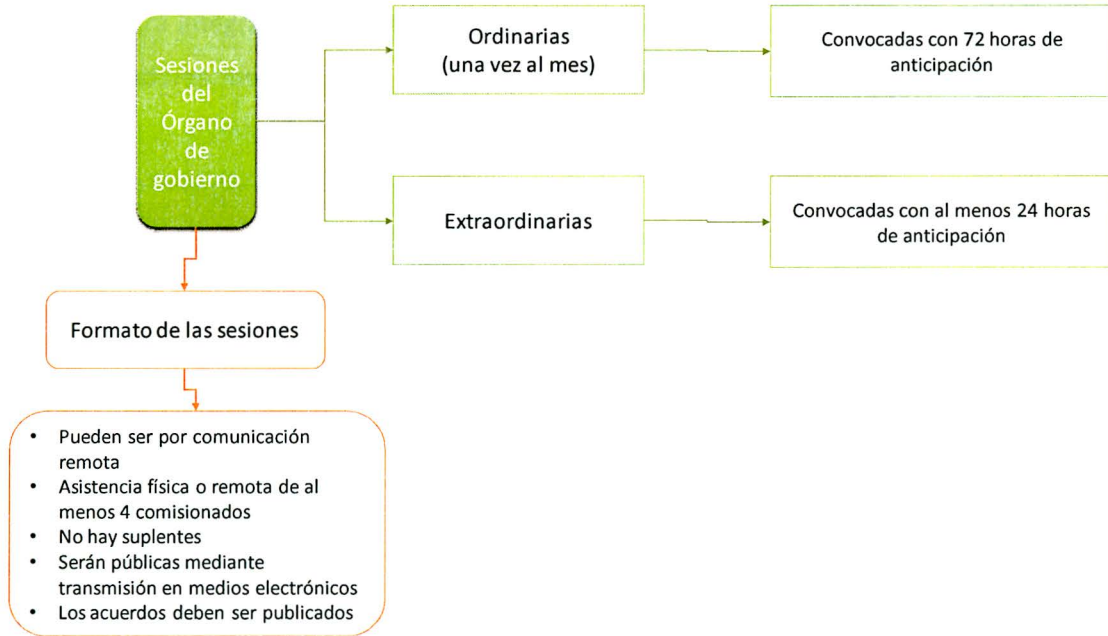 Sesiones
del
Órgano
de
gobierno
Ordinarias
(una vez al mes)
Convocadas con 72 horas de
anticipación
Extraordinarias
Convocadas con al menos 24 horas
de anticipación
Formato de las sesiones
• Pueden ser por comunicación
remota
• Asistencia física o remota de al
menos 4 comisionados
• No hay suplentes
• Serán públicas mediante
transmisión en medios electrónicos
• Los acuerdos deben ser publicados